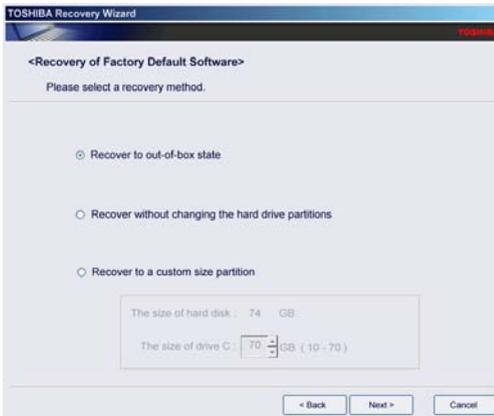 TOSHIBA Recovery Wizard
TOSHIBA
<Recovery of Factory Default Software>
Please select a recovery method.
Recover to out-of-box state
Recover without changing the hard drive partitions
Recover to a custom size partition
The size of hard disk : 74 GB
The size of drive C : 70 GB ( 10 - 70 )
< Back Next > Cancel